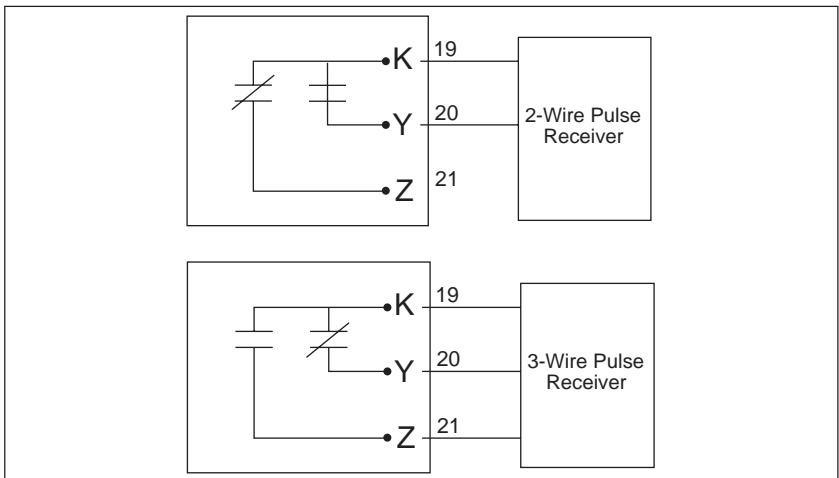 K 19
Y 20
Z 21
2-Wire Pulse
Receiver
K 19
Y 20
Z 21
3-Wire Pulse
Receiver